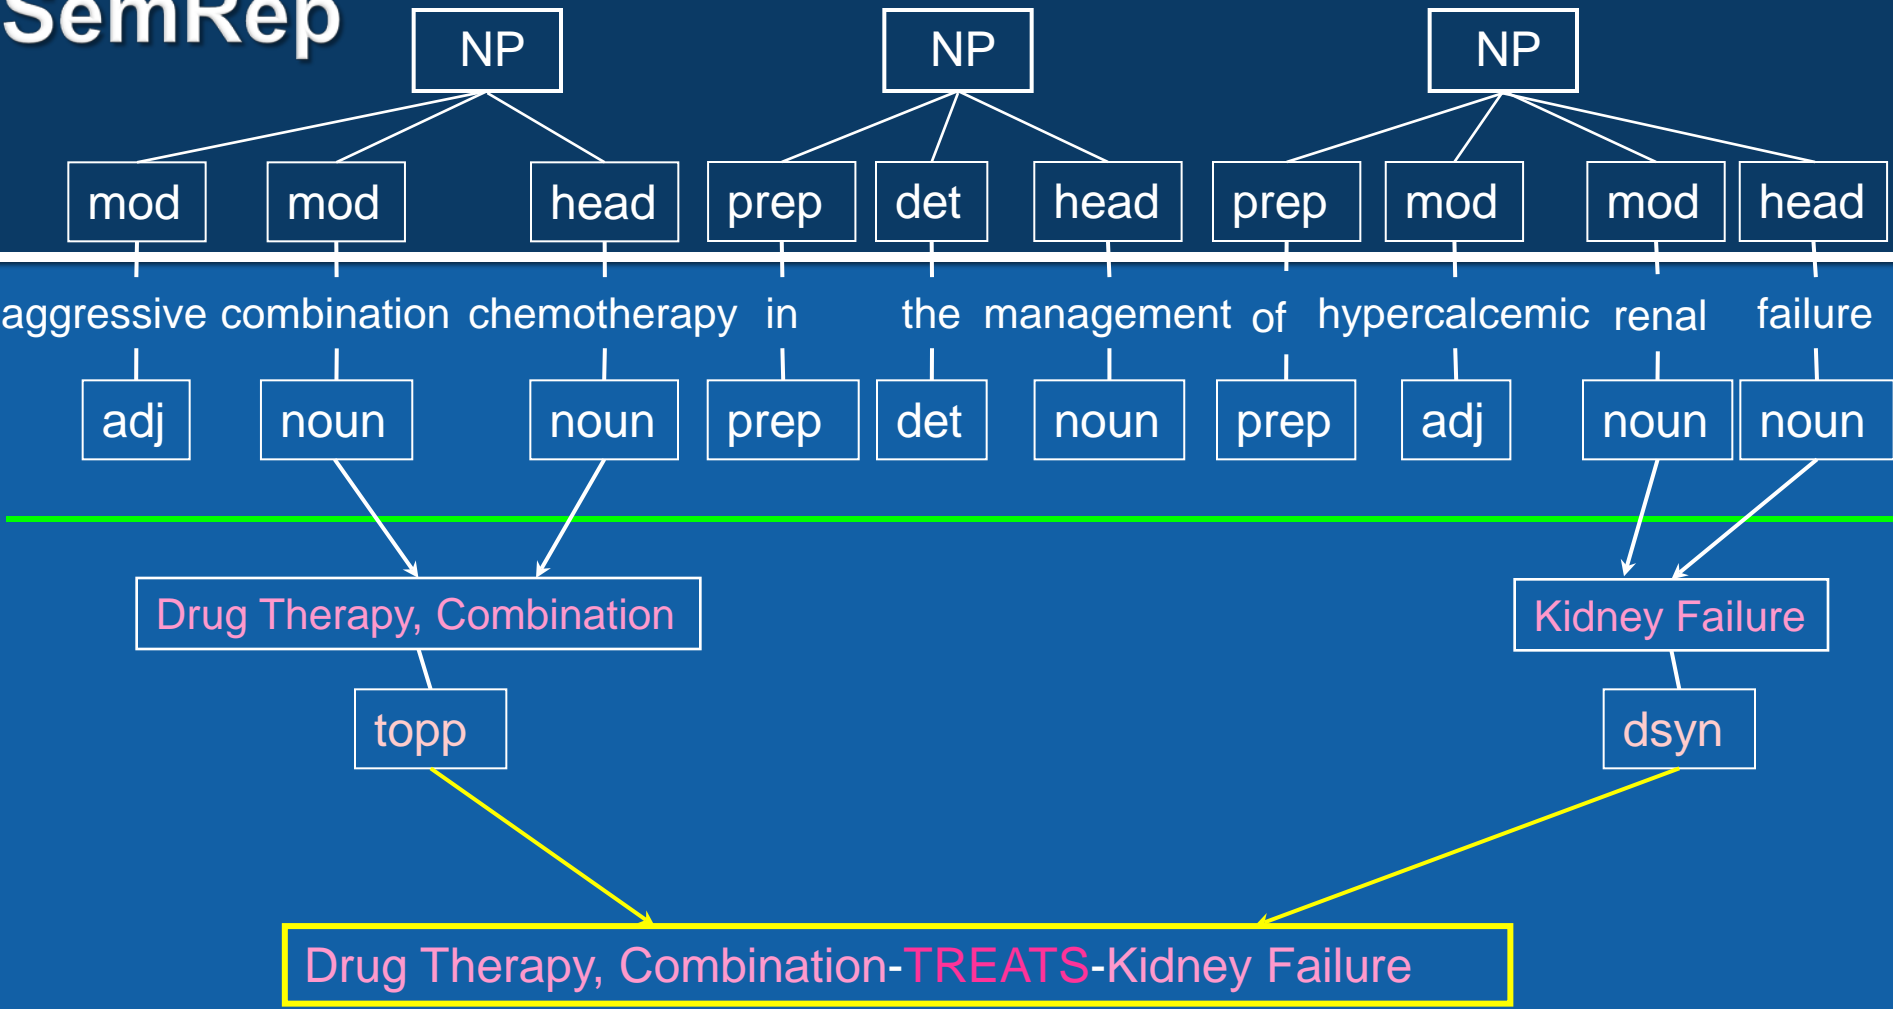 SemRep
NP NP NP
mod mod head prep det head prep mod mod head
aggressive combination chemotherapy in the management of hypercalcemic renal failure
adj noun noun prep det noun prep adj noun noun
Drug Therapy, Combination Kidney Failure
topp dsyn
Drug Therapy, Combination-TREATS-Kidney Failure